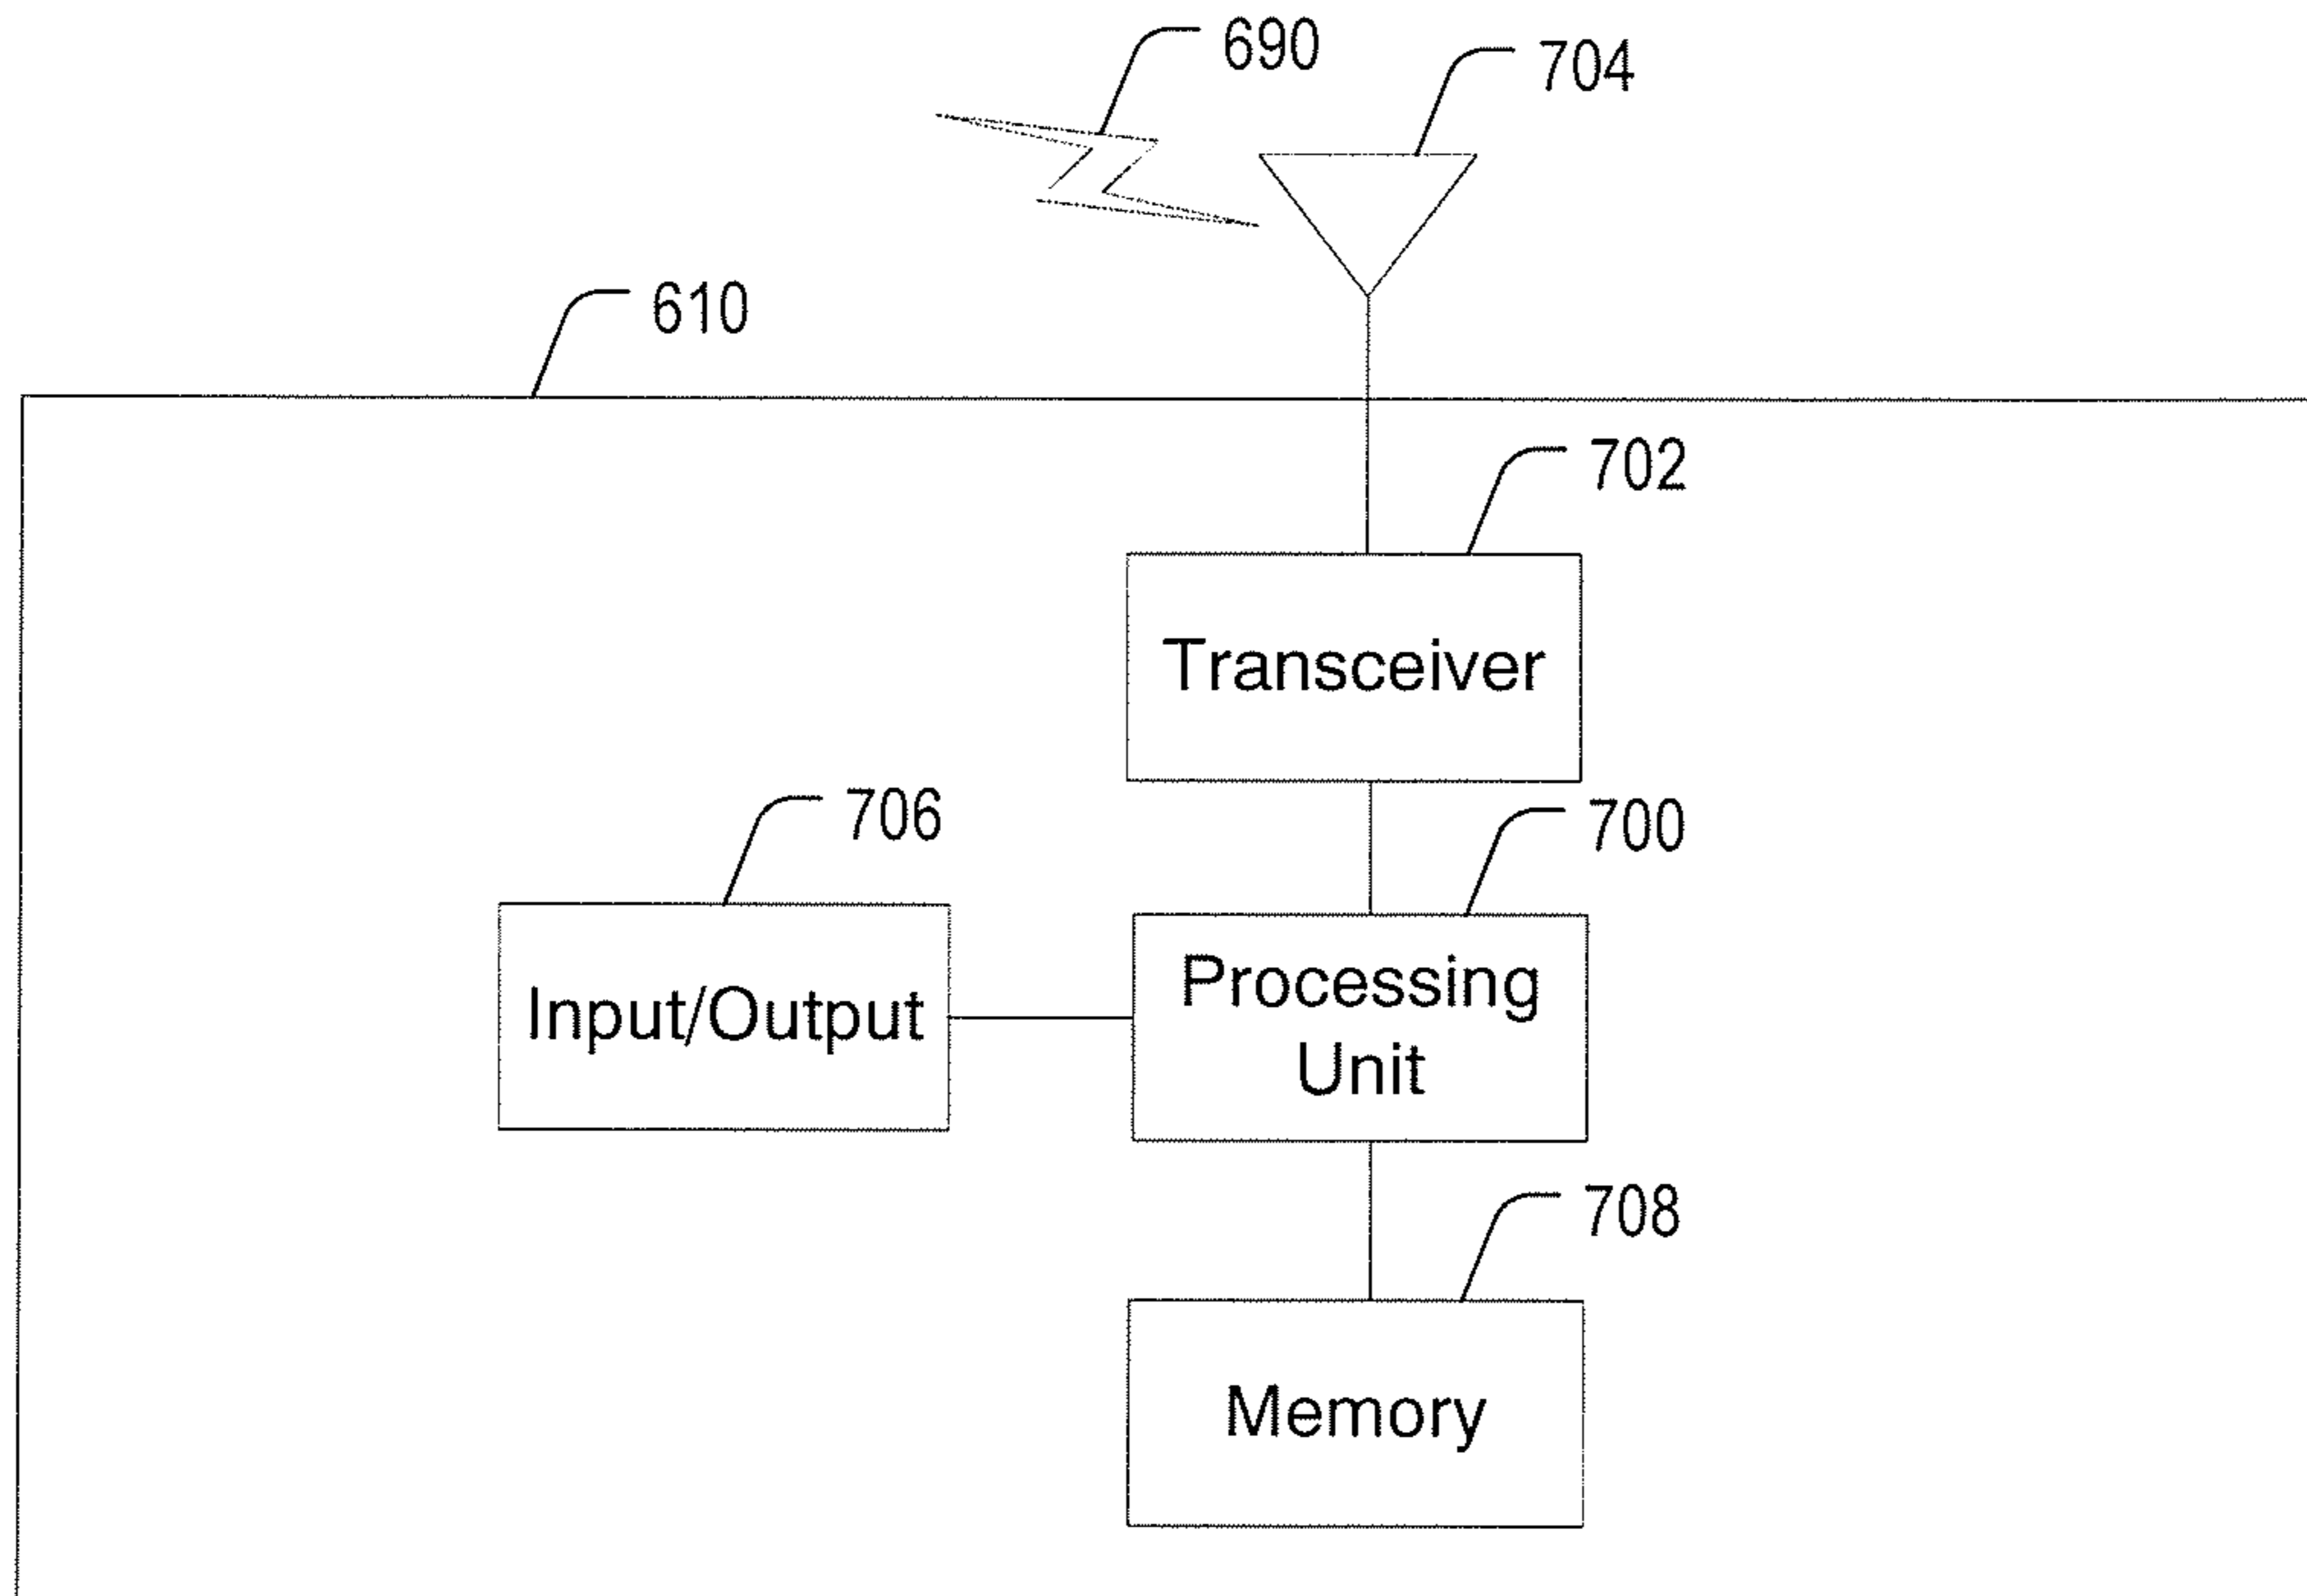 690
704
610
702
Transceiver
706
700
Input/Output
Processing
Unit
708
Memory